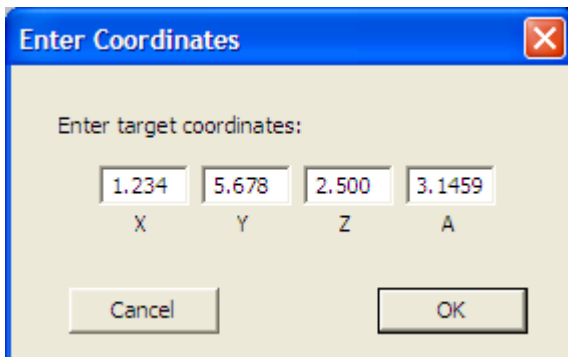 Enter Coordinates
Enter target coordinates:
1.234 5.678 2.500 3.1459
X Y Z A
Cancel OK